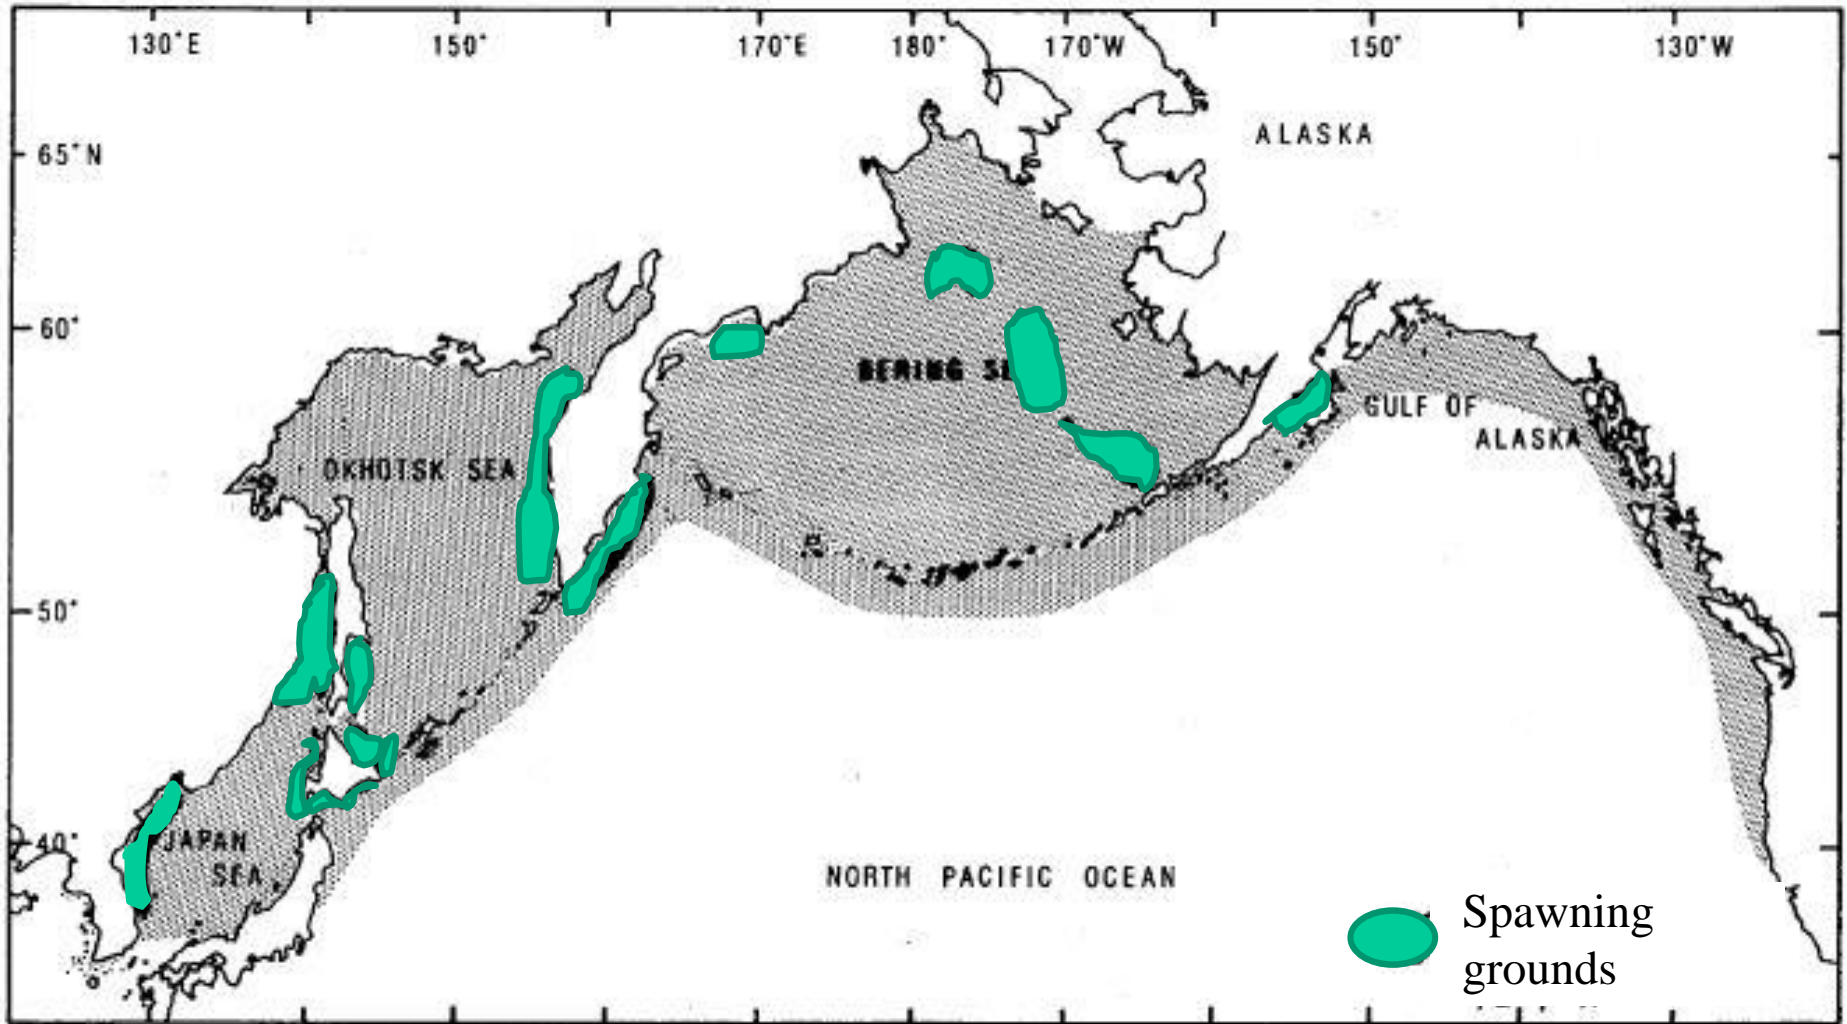 130°E 150° 170°E 180° 170°W 150° 130°W
ALASKA
65°N
60°
BERING
GULF OF
ALASKA
OKHOTSK SEA
50°
40°
JAPAN
SEA
NORTH PACIFIC OCEAN
Spawning
grounds